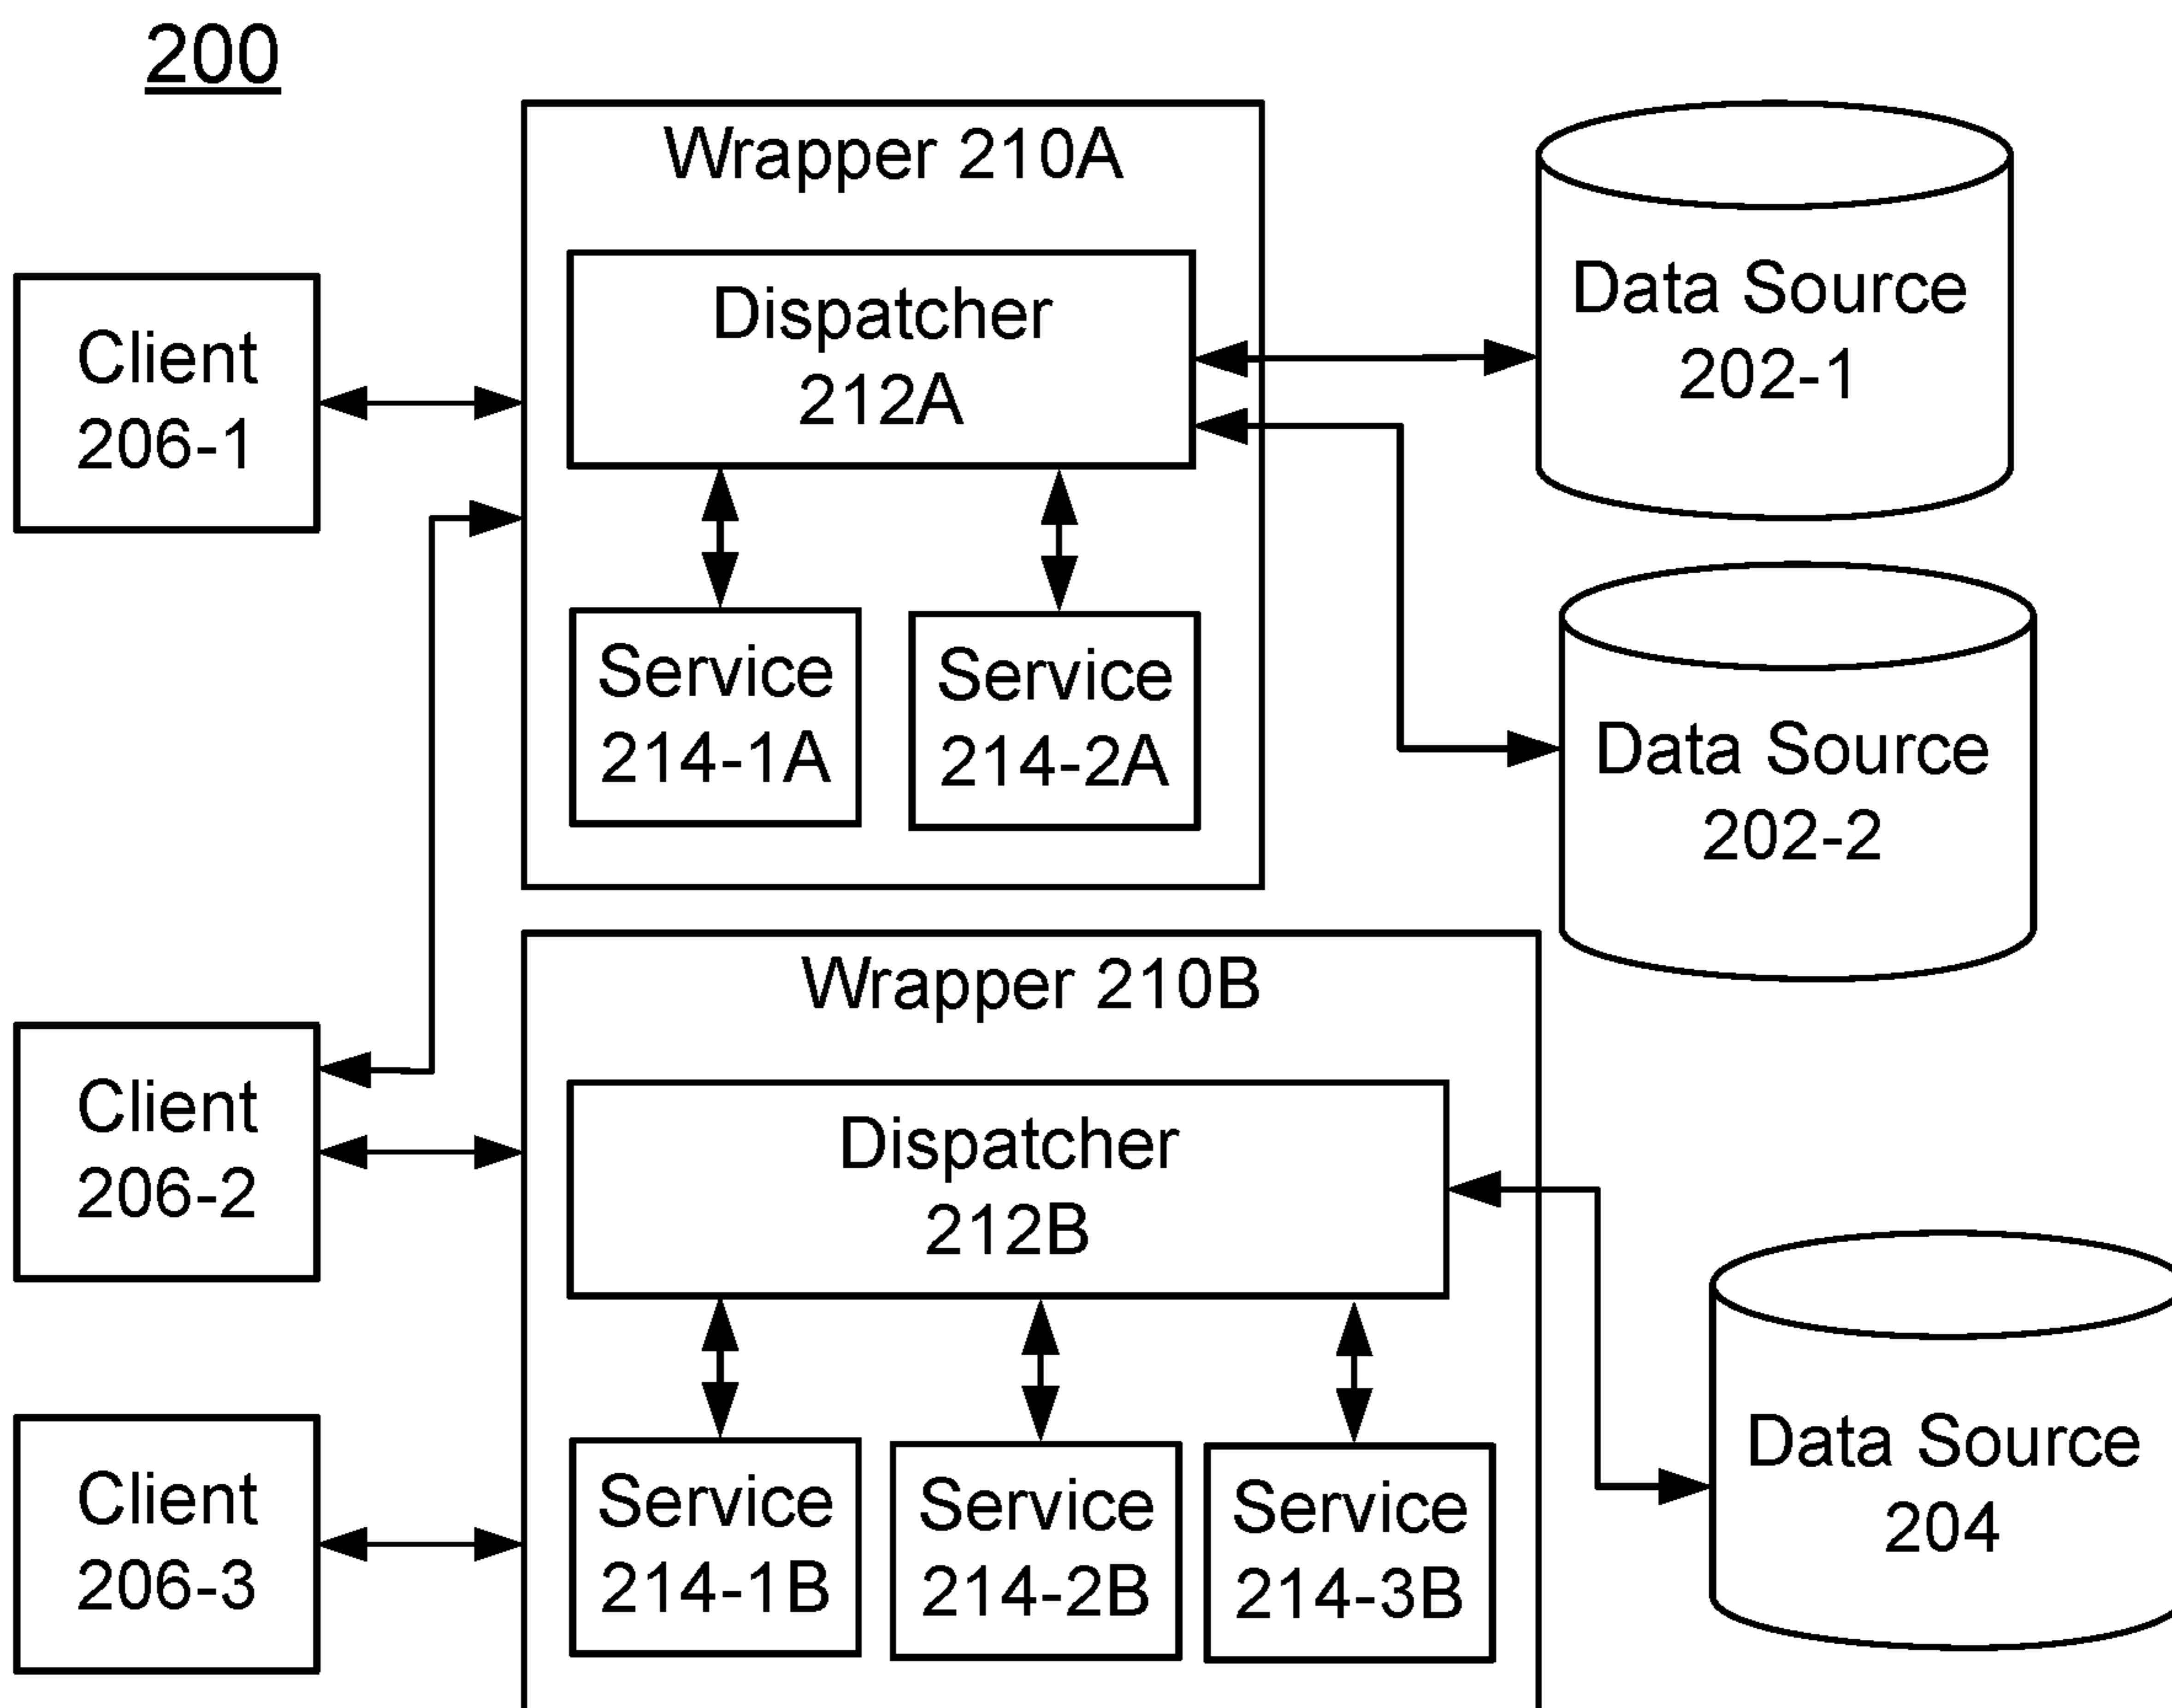 200
Wrapper 210A
Dispatcher
212A
Service
214-1A
Service
214-2A
Client
206-1
Data Source
202-1
Data Source
202-2
Wrapper 210B
Dispatcher
212B
Service
214-1B
Service
214-2B
Service
214-3B
Client
206-2
Client
206-3
Data Source
204